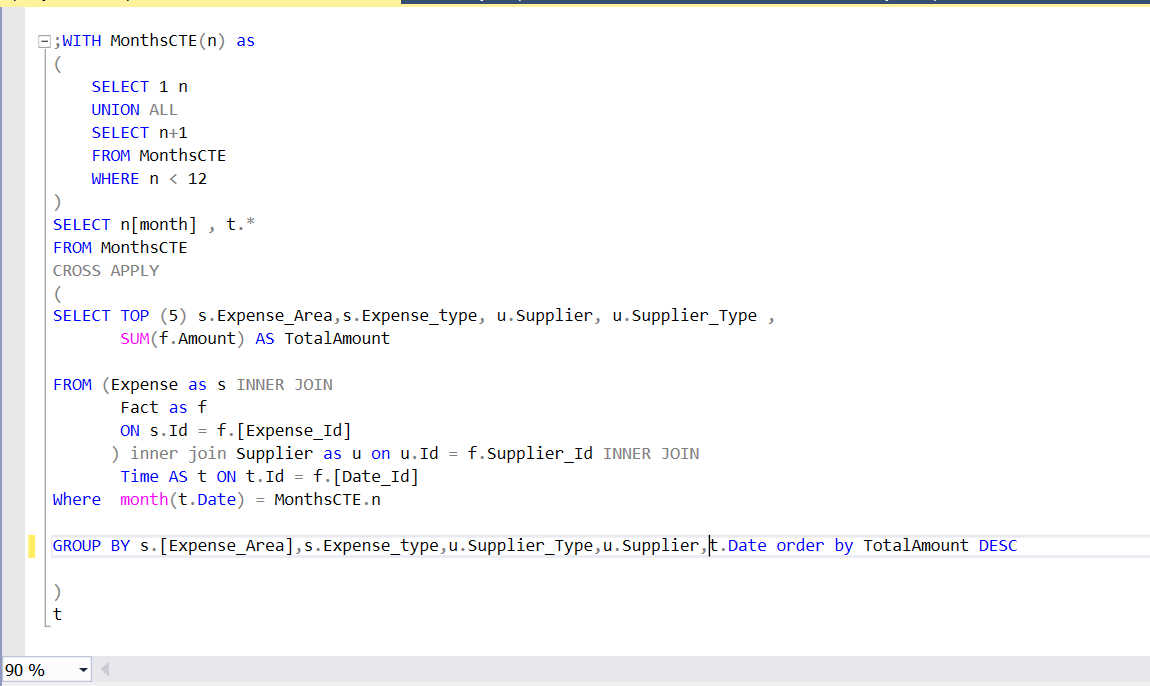 ;WITH MonthsCTE(n) as
(
SELECT 1 n
UNION ALL
SELECT n+1
FROM MonthsCTE
WHERE n < 12
)
SELECT n[month] , t.*
FROM MonthsCTE
CROSS APPLY
(
SELECT TOP (5) s.Expense_Area,s.Expense_type, u.Supplier, u.Supplier_Type ,
SUM(f.Amount) AS TotalAmount
FROM (Expense as s INNER JOIN
Fact as f
ON s.Id = f.[Expense_Id]
) inner join Supplier as u on u.Id = f.Supplier_Id INNER JOIN
Time AS t ON t.Id = f.[Date_Id]
Where  month(t.Date) = MonthsCTE.n
GROUP BY s.[Expense_Area],s.Expense_type,u.Supplier_Type,u.Supplier,t.Date order by TotalAmount DESC
)
t
90 %